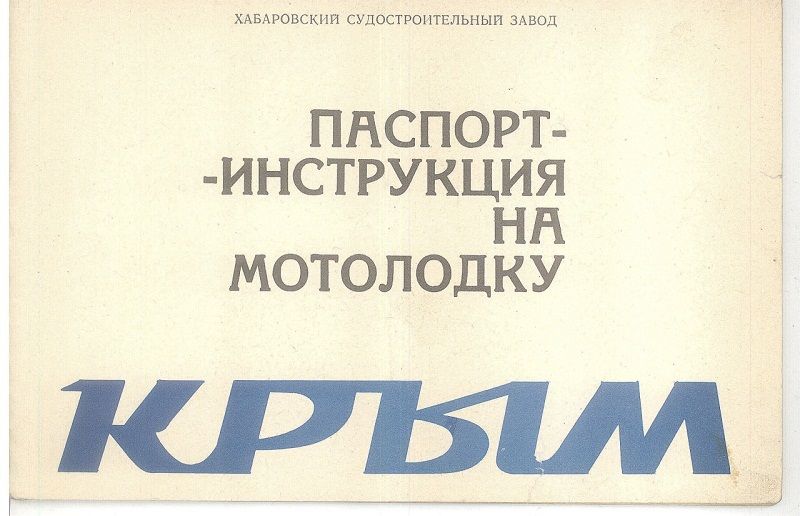 ХАБАРОВСКИЙ СУДОСТРОИТЕЛЬНЫЙ ЗАВОД
ПАСПОРТ-
-ИНСТРУКЦИЯ
НА
МОТОЛОДКУ
КРЫМ